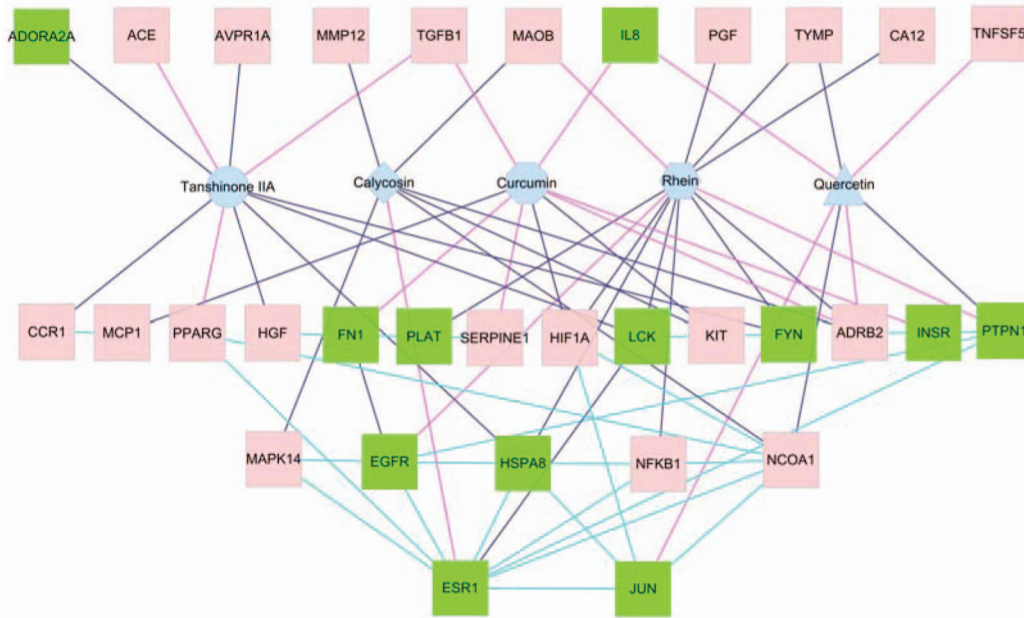 ADORA2A
ACE
AVPR1A
MMP12
TGFB1
MAOB
IL8
PGF
TYMP
CA12
TNFSF5
Tanshinone IIA
Calycosin
Curcumin
Rhein
Quercetin
CCR1
MCP1
PPARG
HGF
FN1
PLAT
SERPINE1
HIF1A
LCK
KIT
FYN
ADRB2
INSR
PTPN1
MAPK14
EGFR
HSPA8
NFKB1
NCOA1
ESR1
JUN